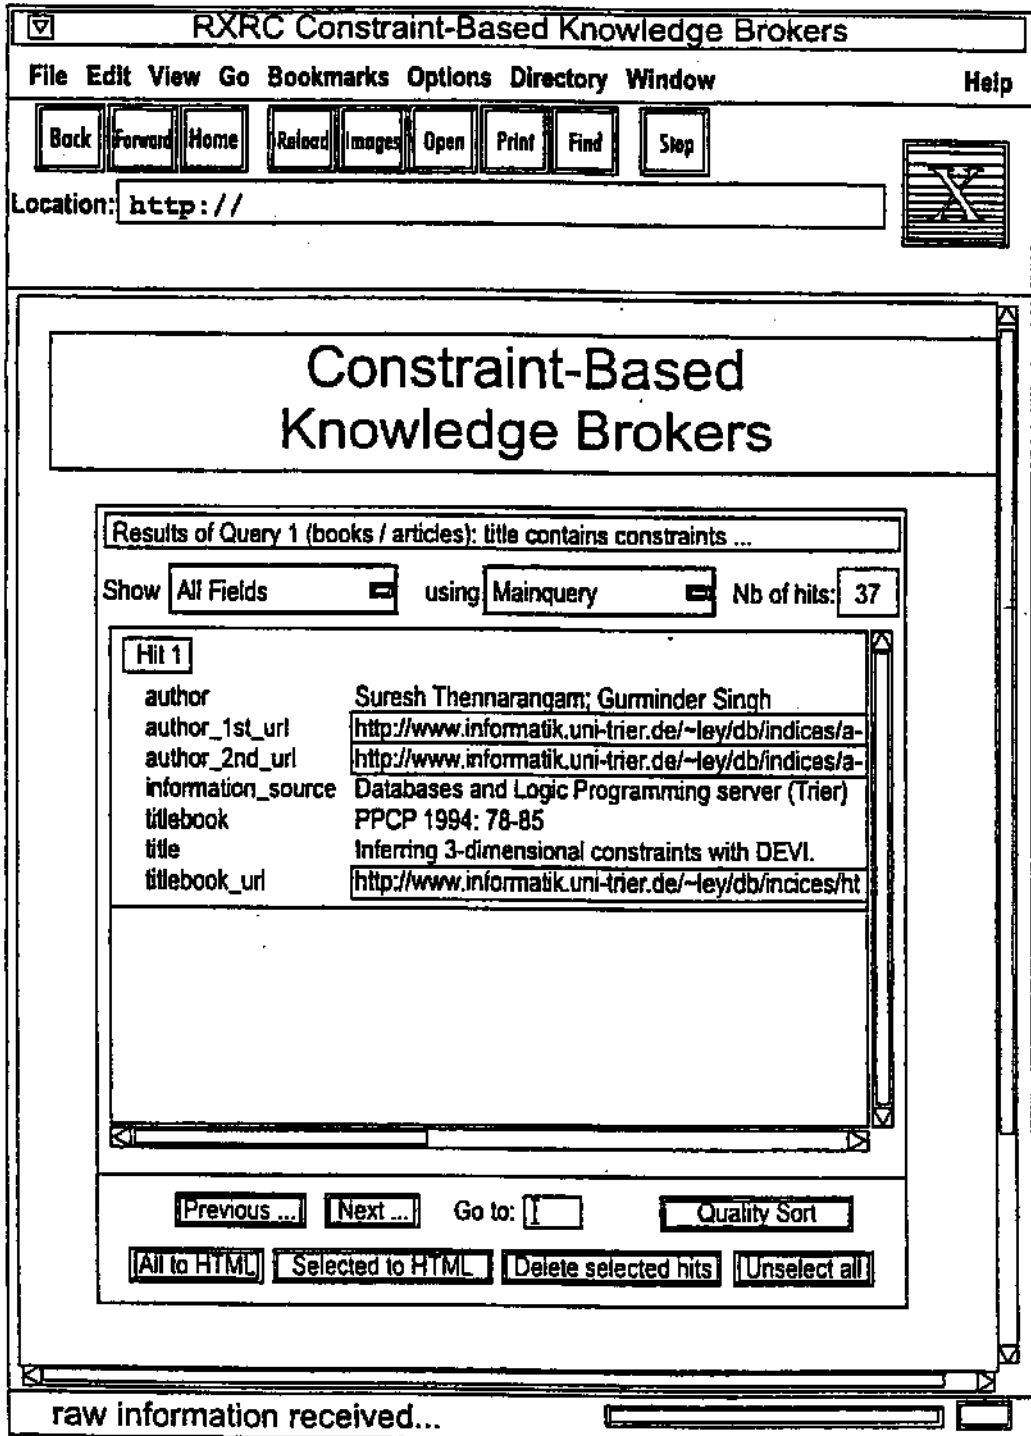 RXRC Constraint-Based Knowledge Brokers
File Edit View Go Bookmarks Options Directory Window Help
Back Forward Home Reload Images Open Print Find Stop
X
Location: http://
Constraint-Based
Knowledge Brokers
Results of Query 1 (books / articles): title contains constraints ...
Show All Fields using Mainquery Nb of hits: 37
Hit 1
author Suresh Thennarangam; Gurminder Singh
author_1st_url http://www.informatik.uni-trier.de/~ley/db/indices/a-
author_2nd_url http://www.informatik.uni-trier.de/~ley/db/indices/a-
information_source Databases and Logic Programming server (Trier)
titlebook PPCP 1994: 78-85
title Inferring 3-dimensional constraints with DEVI.
titlebook_url http://www.informatik.uni-trier.de/~ley/db/incices/ht
Previous ... Next ... Go to: Quality Sort
All to HTML Selected to HTML Delete selected hits Unselect all
raw information received...